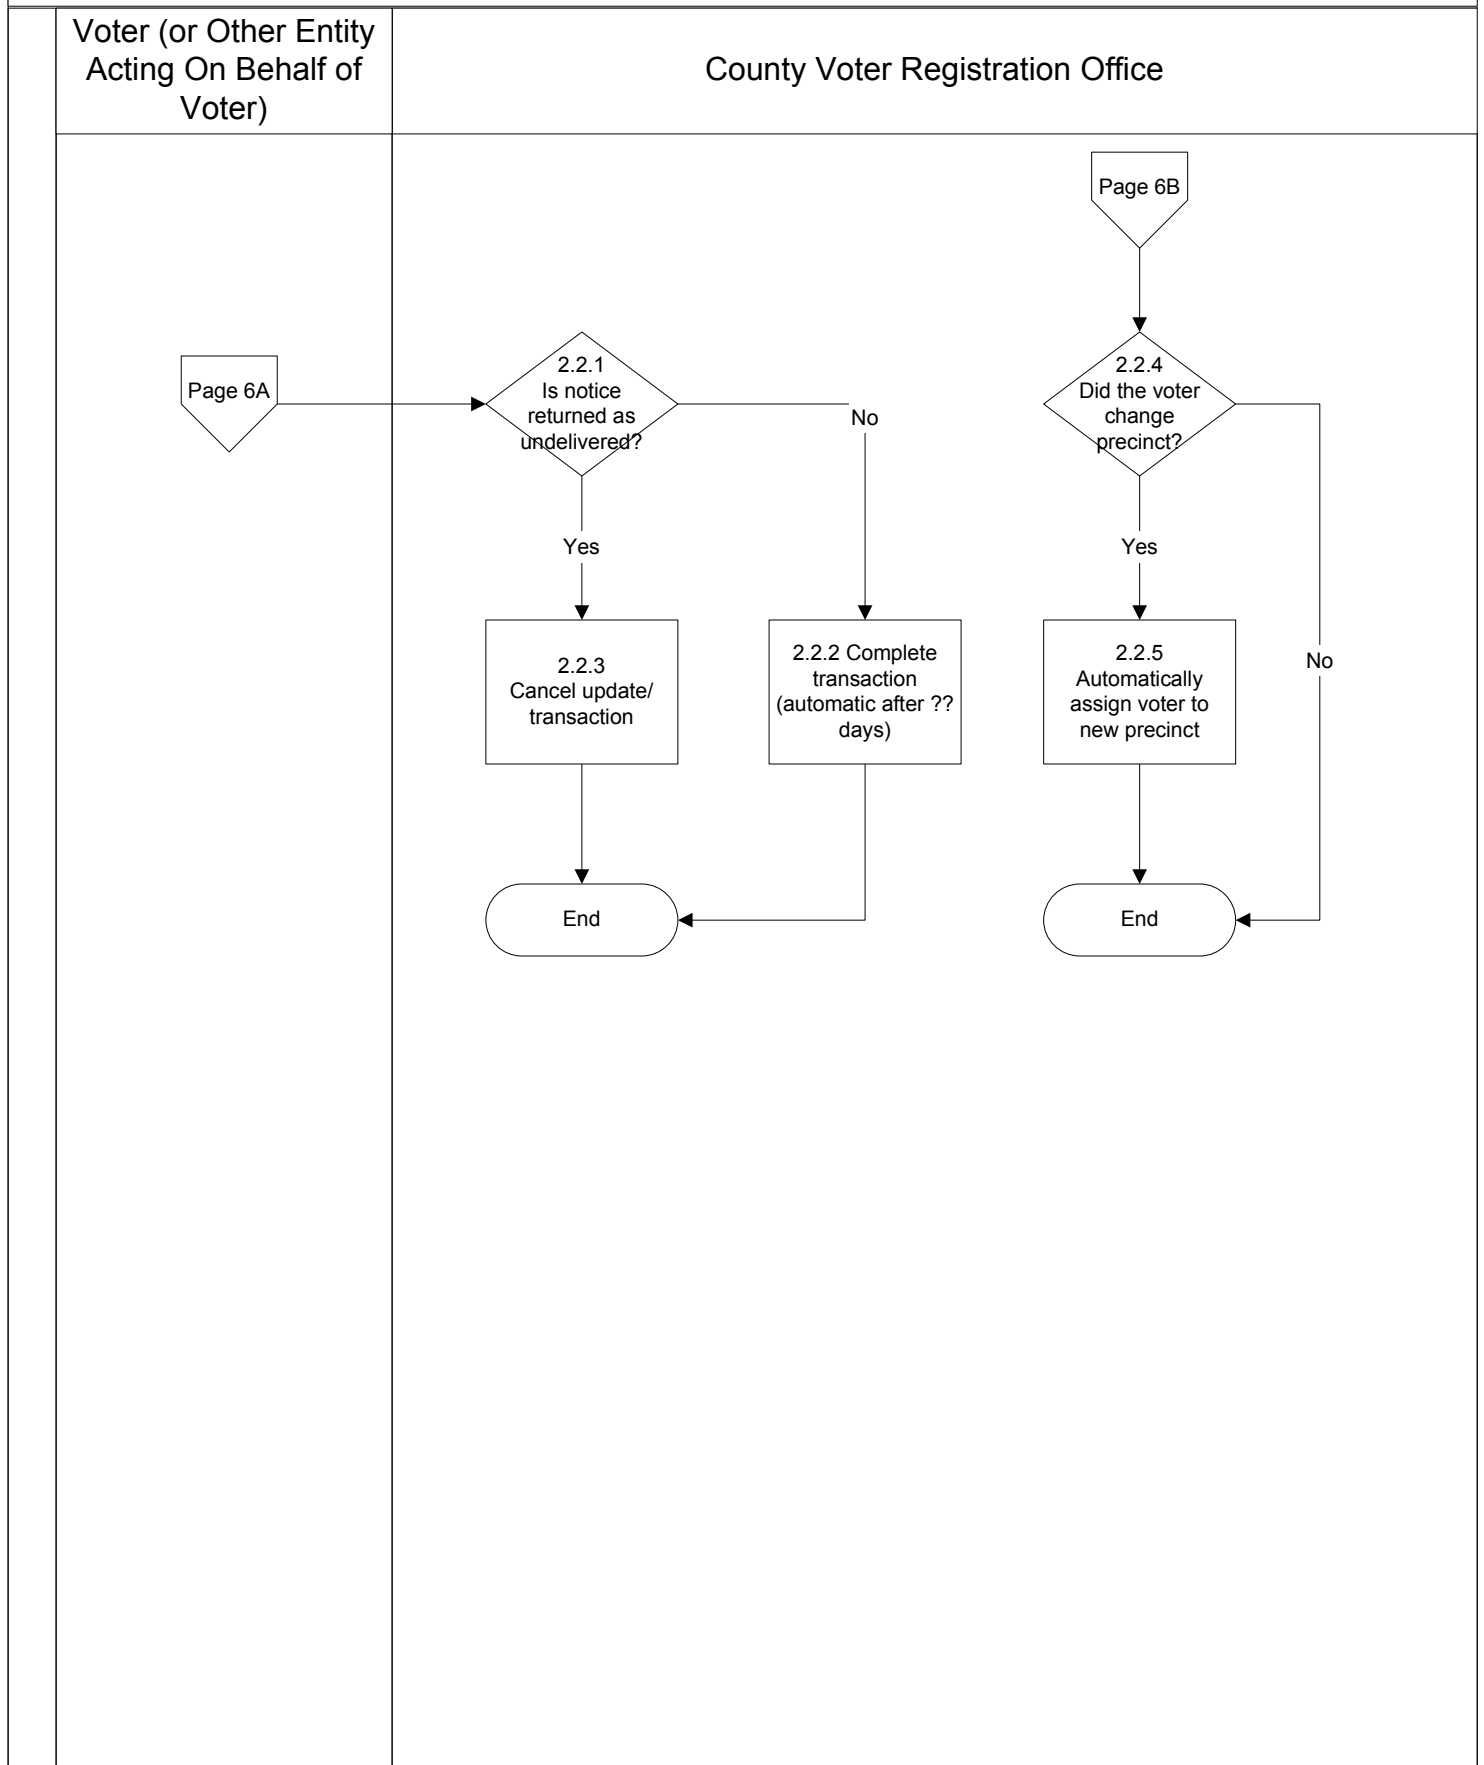 Voter (or Other Entity
Acting On Behalf of
Voter)
County Voter Registration Office
Page 6B
Page 6A
2.2.1
Is notice
returned as
undelivered?
No
2.2.4
Did the voter
change
precinct?
Yes
Yes
2.2.3
Cancel update/
transaction
2.2.2 Complete
transaction
(automatic after ??
days)
2.2.5
Automatically
assign voter to
new precinct
No
End
End